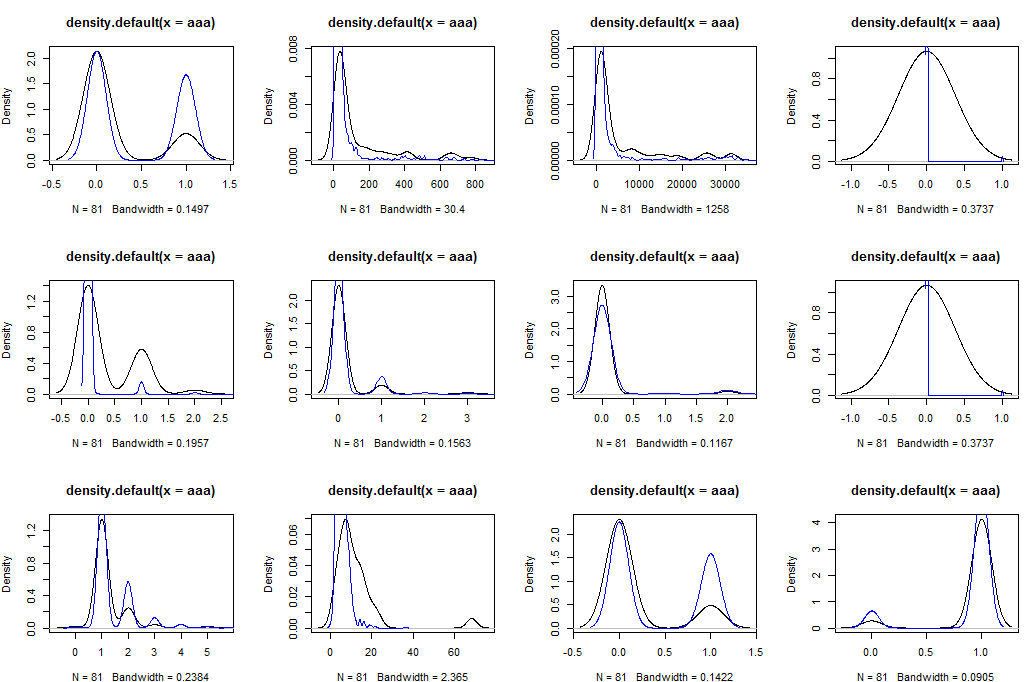 density.default(x = aaa) density.default(x = aaa) density.default(x = aaa) density.default(x = aaa)
Density Density Density Density
0.0 0.5 1.0 1.5 2.0
0.000 0.004 0.008
0.00000 0.00010 0.00020
0.0 0.4 0.8
-0.5 0.0 0.5 1.0 1.5
0 200 400 600 800
0 10000 20000 30000
-1.0 0.0 0.5 1.0
N = 81 Bandwidth = 0.1497
N = 81 Bandwidth = 30.4
N = 81 Bandwidth = 1258
N = 81 Bandwidth = 0.3737
density.default(x = aaa) density.default(x = aaa) density.default(x = aaa) density.default(x = aaa)
Density Density Density Density
0.0 0.4 0.8 1.2
0.0 0.5 1.0 1.5 2.0
0.0 1.0 2.0 3.0
0.0 0.4 0.8
-0.5 0.0 0.5 1.0 1.5 2.0 2.5
0 1 2 3
0.0 0.5 1.0 1.5 2.0
-1.0 0.0 0.5 1.0
N = 81 Bandwidth = 0.1957
N = 81 Bandwidth = 0.1563
N = 81 Bandwidth = 0.1167
N = 81 Bandwidth = 0.3737
density.default(x = aaa) density.default(x = aaa) density.default(x = aaa) density.default(x = aaa)
Density Density Density Density
0.0 0.4 0.8 1.2
0.00 0.02 0.04 0.06
0.0 0.5 1.0 1.5 2.0
0 1 2 3 4
0 1 2 3 4 5
0 20 40 60
-0.5 0.0 0.5 1.0 1.5
0.0 0.5 1.0
N = 81 Bandwidth = 0.2384
N = 81 Bandwidth = 2.365
N = 81 Bandwidth = 0.1422
N = 81 Bandwidth = 0.0905